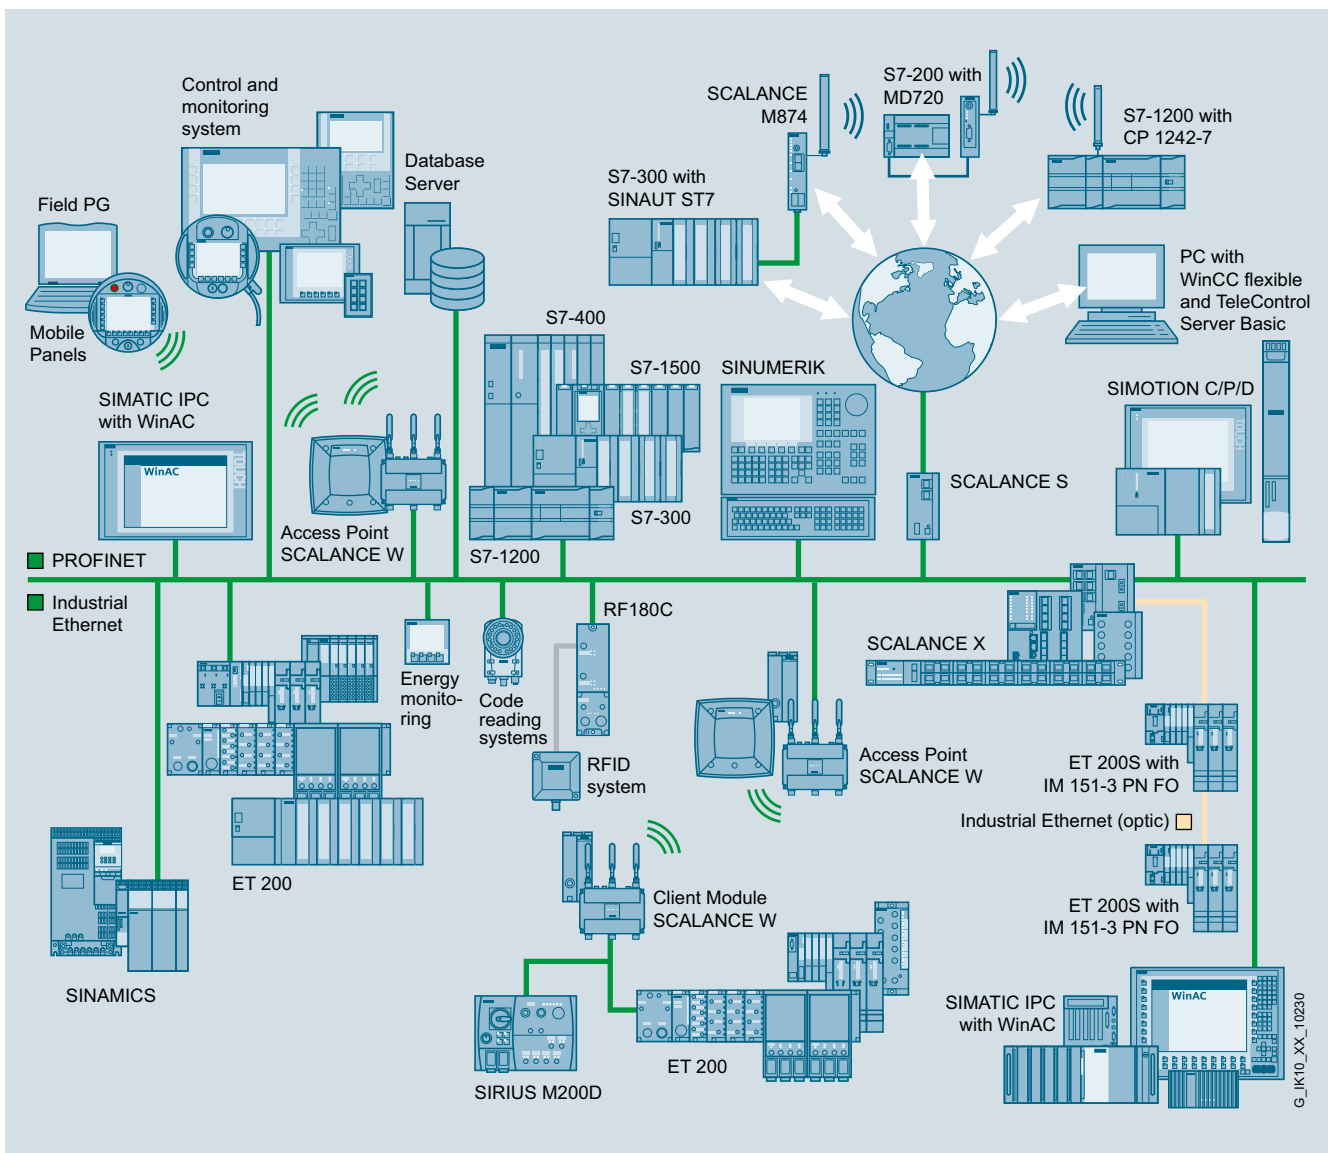 Control and
monitoring
system
SCALANCE
M874
S7-200 with
MD720
S7-1200 with
CP 1242-7
Database
Server
S7-300 with
SINAUT ST7
Field PG
PC with
WinCC flexible
and TeleControl
Server Basic
Mobile
Panels
S7-400
S7-1500
SINUMERIK
SIMATIC IPC
with WinAC
SIMOTION C/P/D
TOUCH
WinAC
TOUCH
SCALANCE S
S7-300
Access Point
SCALANCE W
S7-1200
PROFINET
Industrial
Ethernet
RF180C
SCALANCE X
Energy
monito-
ring
Code
reading
systems
RFID
system
Access Point
SCALANCE W
ET 200S with
IM 151-3 PN FO
Industrial Ethernet (optic)
ET 200
Client Module
SCALANCE W
ET 200S with
IM 151-3 PN FO
SINAMICS
SIMATIC IPC
with WinAC
WinAC
ET 200
SIRIUS M200D
G_IK10_XX_10230